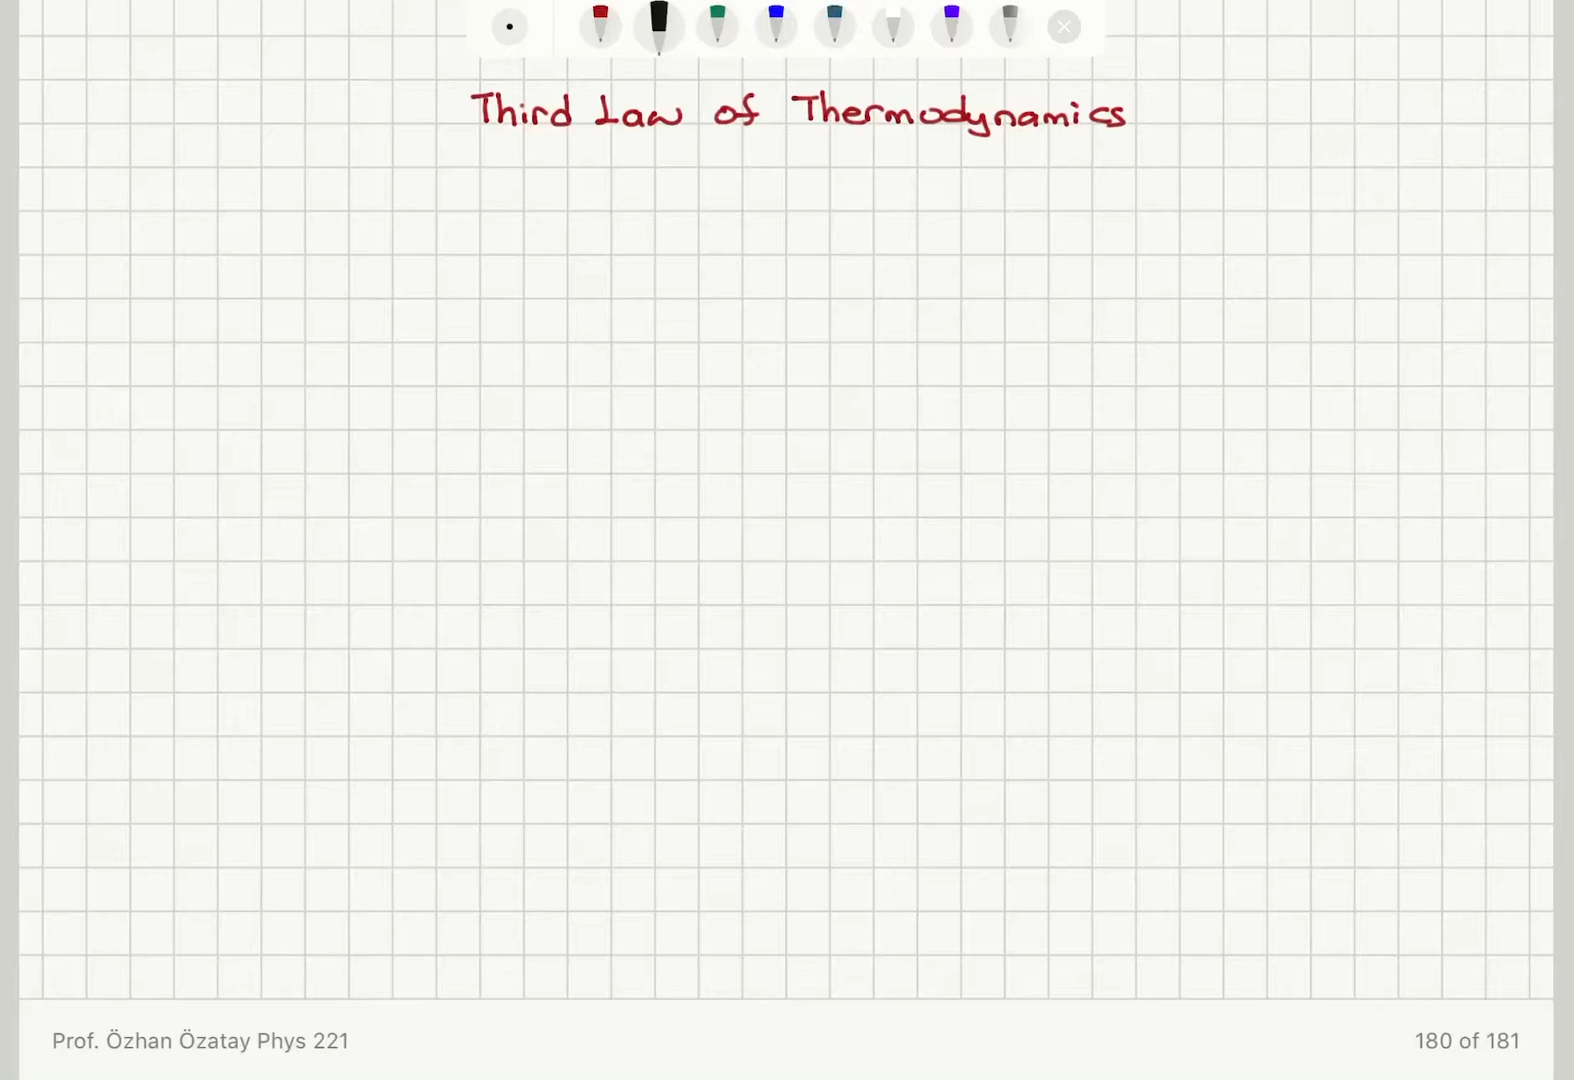 Third Law of Thermodynamics
Prof. Özhan Özatay Phys 221
180 of 181